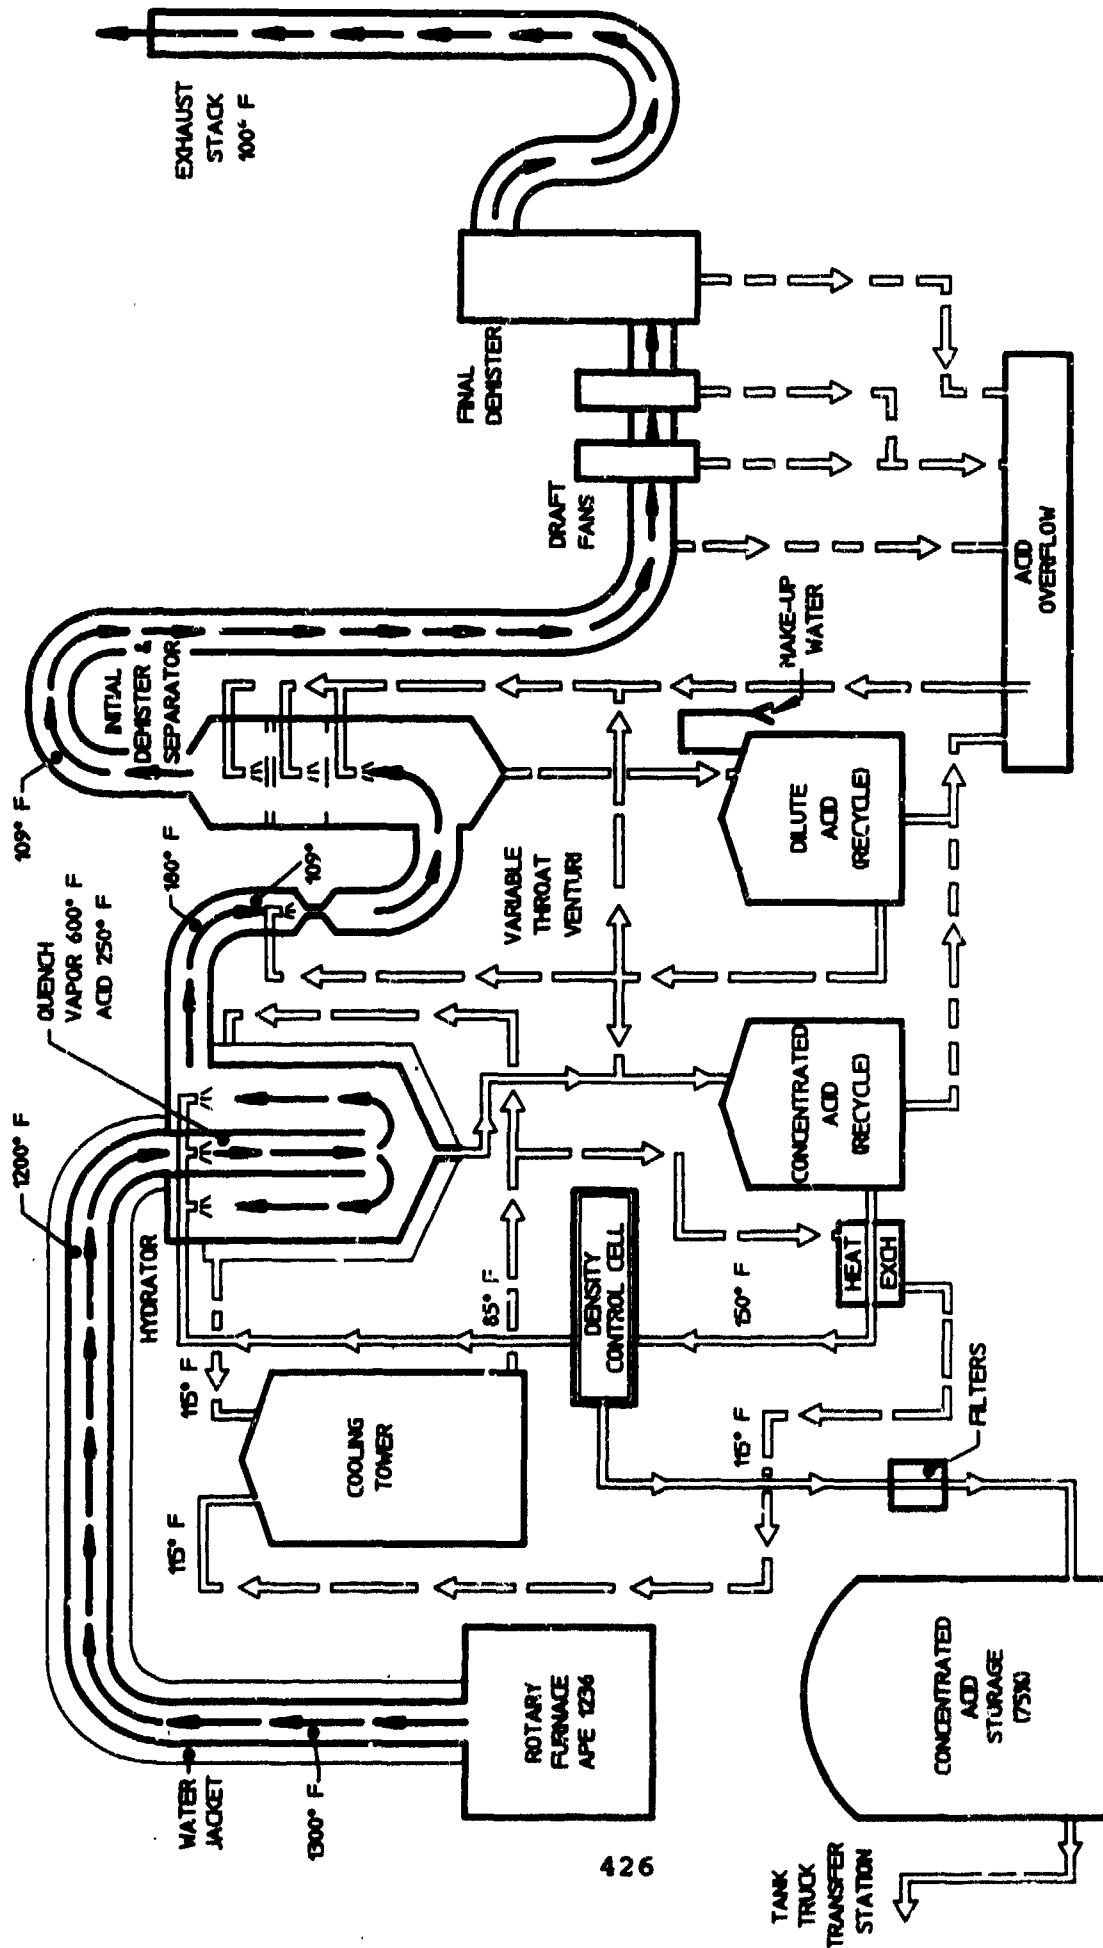 EXHAUST
STACK
100° F
FINAL
DEMISTER
DRAFT
FANS
ACID
OVERFLOW
MAKE-UP
WATER
109° F
INITIAL
DEMISTER &
SEPARATOR
180° F
109°
VARIABLE
THROAT
VENTURI
DILUTE
ACID
(RECYCLE)
QUENCH
VAPOR 600° F
ACID 250° F
1200° F
HYDRATOR
CONCENTRATED
ACID
(RECYCLE)
HEAT
EXCH
150° F
DENSITY
CONTROL CELL
85° F
115° F
COOLING
TOWER
115° F
115° F
FILTERS
WATER
JACKET
1300° F
ROTARY
FURNACE
APE 1236
CONCENTRATED
ACID
STORAGE
(75%)
TANK
TRUCK
TRANSFER
STATION
426